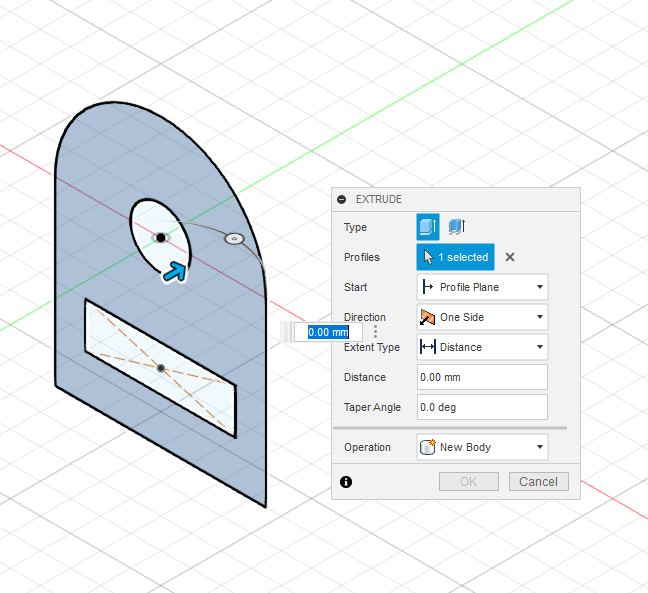 EXTRUDE
Type
Profiles 1 selected
Start Profile Plane
Direction One Side
0.00 mm
Extent Type Distance
Distance 0.00 mm
Taper Angle 0.0 deg
Operation New Body
OK Cancel